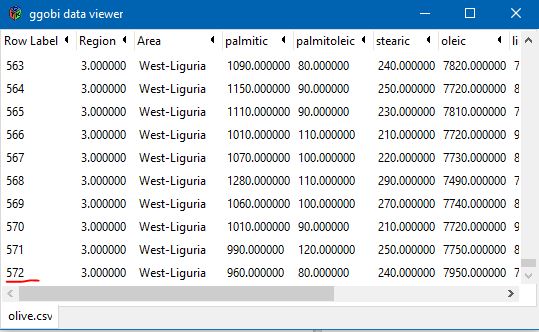 ggobi data viewer
Row Label Region Area palmitic palmitoleic stearic oleic li
563 3.000000 West-Liguria 1090.000000 80.000000 240.000000 7820.000000 7
564 3.000000 West-Liguria 1150.000000 90.000000 250.000000 7720.000000 8
565 3.000000 West-Liguria 1110.000000 90.000000 230.000000 7810.000000 7
566 3.000000 West-Liguria 1010.000000 110.000000 210.000000 7720.000000 9
567 3.000000 West-Liguria 1070.000000 100.000000 220.000000 7730.000000 8
568 3.000000 West-Liguria 1280.000000 110.000000 290.000000 7490.000000 7
569 3.000000 West-Liguria 1060.000000 100.000000 270.000000 7740.000000 8
570 3.000000 West-Liguria 1010.000000 90.000000 210.000000 7720.000000 9
571 3.000000 West-Liguria 990.000000 120.000000 250.000000 7750.000000 8
572 3.000000 West-Liguria 960.000000 80.000000 240.000000 7950.000000 7
olive.csv